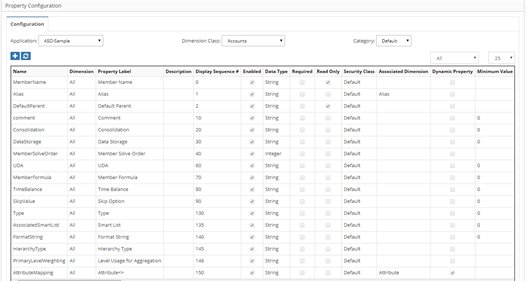 Property Configuration
Configuration
Application: ASO-Sample Dimension Class: Accounts Category: Default
All 25
Name Dimension Property Label Description Display Sequence # Enabled Data Type Required Read Only Security Class Associated Dimension Dynamic Property Minimum Value
MemberName All Member Name 0 String Default
Alias All Alias 1 String Default Alias
DefaultParent All Default Parent 2 String Default
comment All Comment 10 String Default 0
Consolidation All Consolidation 20 String Default 0
DataStorage All Data Storage 30 String Default 0
MemberSolveOrder All Member Solve Order 40 Integer Default
UDA All UDA 60 String Default 0
MemberFormula All Member Formula 70 String Default 0
TimeBalance All Time Balance 80 String Default 0
SkipValue All Skip Option 90 String Default 0
Type All Type 130 String Default 0
AssociatedSmartList All Smart List 135 String Default 0
FormatString All Format String 140 String Default 0
HierarchyType All Hierarchy Type 145 String Default
PrimaryLevelWeighting All Level Usage for Aggregation 146 String Default
AttributeMapping All Attribute<> 150 String Default Attribute